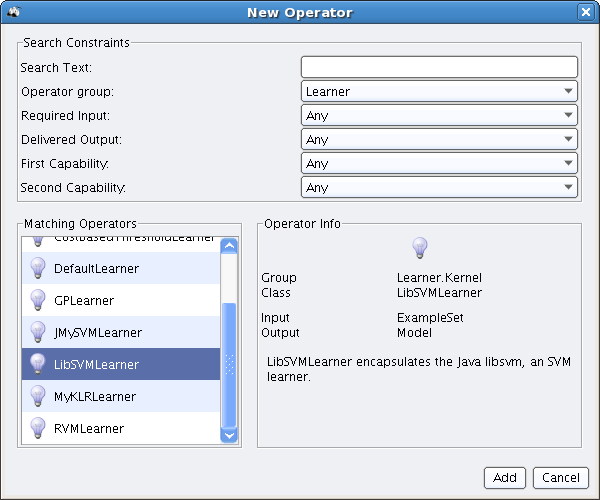 New Operator
Search Constraints
Search Text:
Operator group: Learner
Required Input: Any
Delivered Output: Any
First Capability: Any
Second Capability: Any
Matching Operators
CostBasedThresholdLearner
DefaultLearner
GPLearner
JMySVMLearner
LibSVMLearner
MyKLRLearner
RVMLearner
Operator Info
Group Learner.Kernel
Class LibSVMLearner
Input ExampleSet
Output Model
LibSVMLearner encapsulates the Java libsvm, an SVM
learner.
Add Cancel